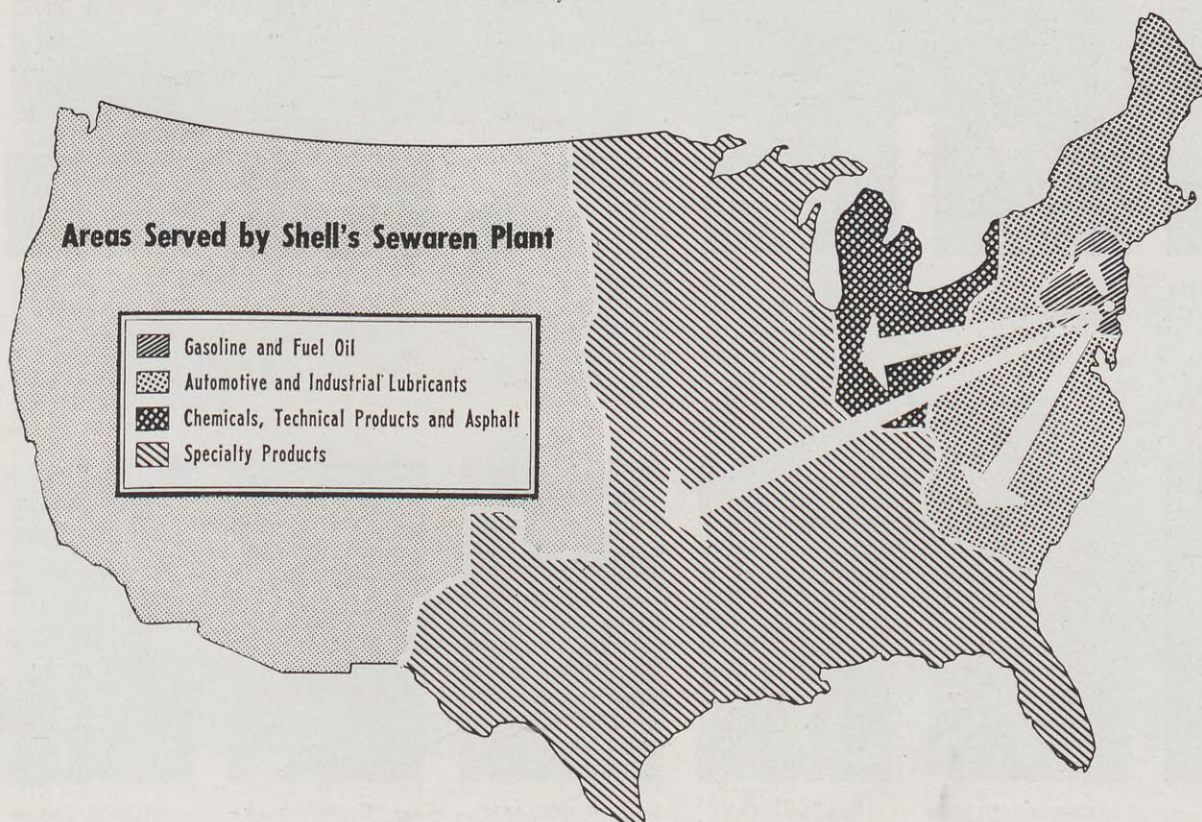 Areas Served by Shell's Sewaren Plant
Gasoline and Fuel Oil
Automotive and Industrial Lubricants
Chemicals, Technical Products and Asphalt
Specialty Products